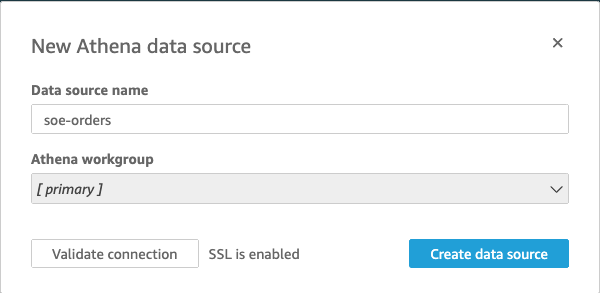 New Athena data source
Data source name
soe-orders
Athena workgroup
[ primary ]
Validate connection SSL is enabled Create data source